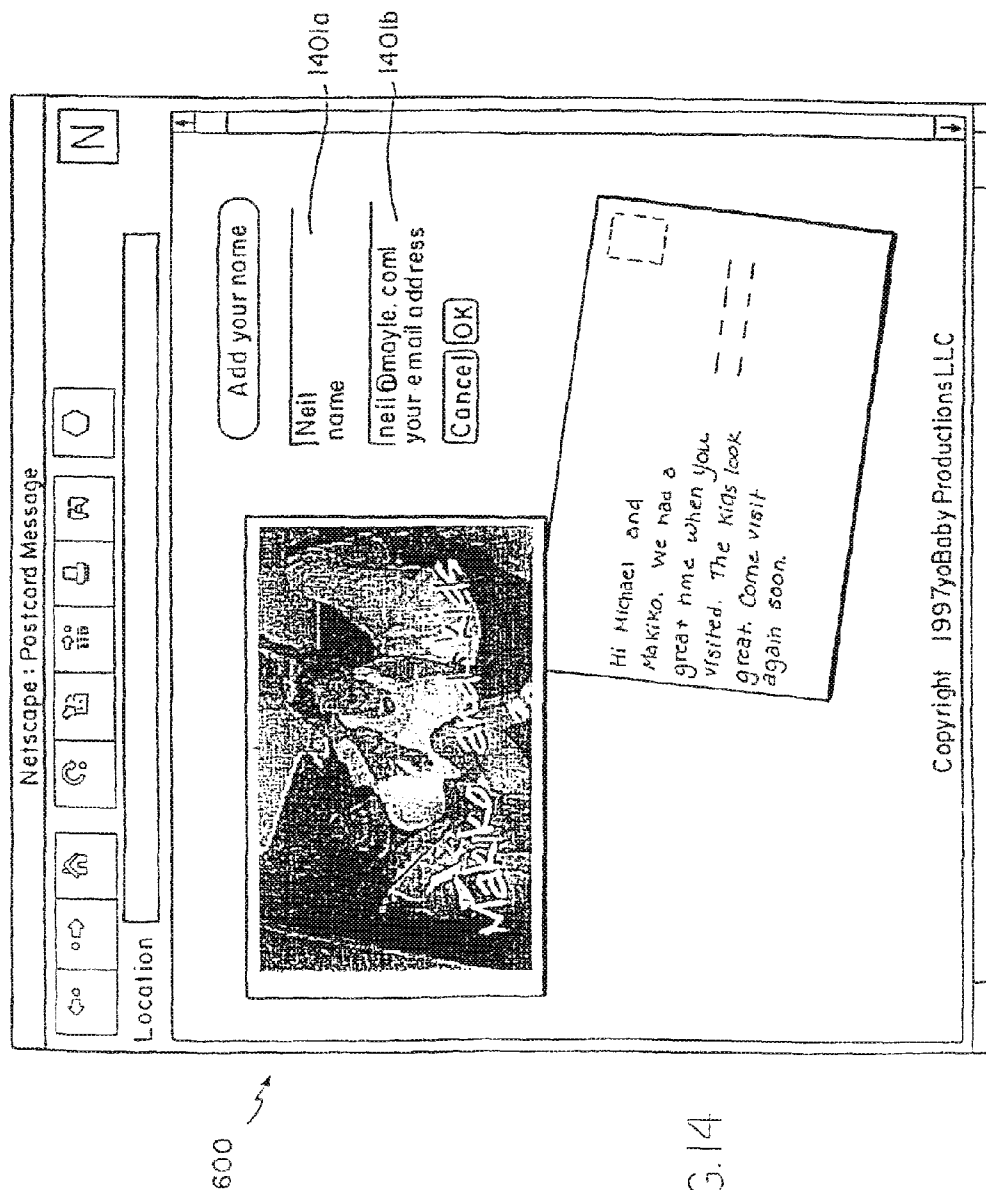 Netscape : Postcard Message
N
Location
Add your name
Neil
name
neil@mayle.com
your email address
Cancel OK
1401a
1401b
Hi Michael and
Makiko. We had a
great time when you
visited. The kids look
great. Come visit
again soon.
Copyright 1997yoBaby ProductionsLLC
600
G.14